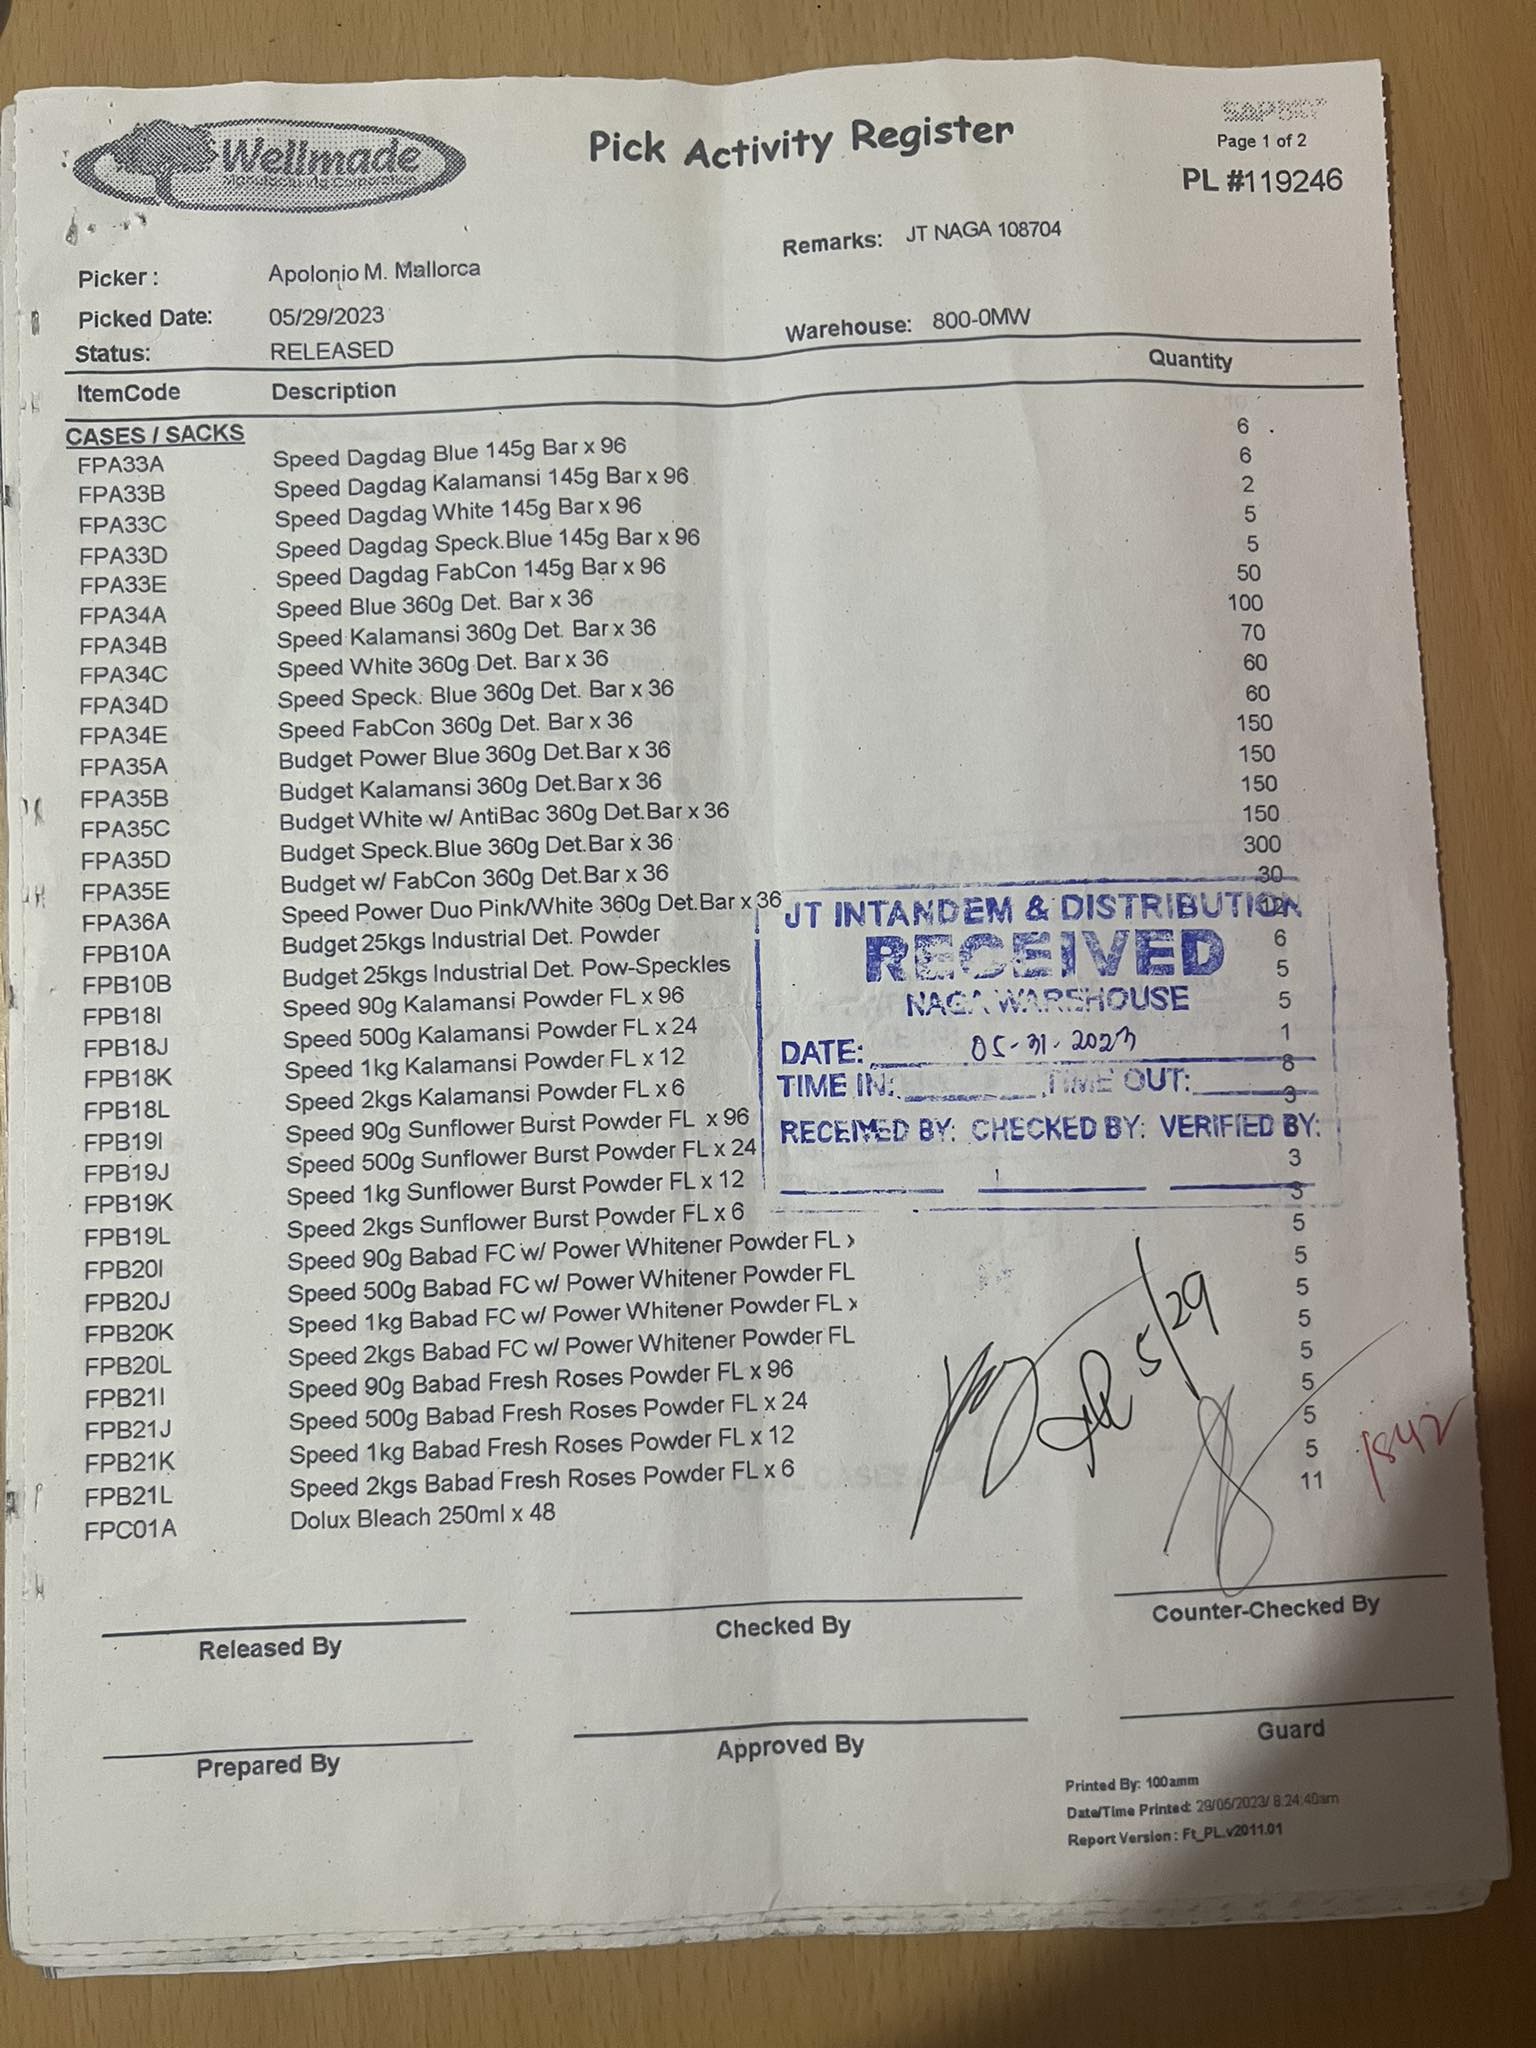 Wellmade
Manufacturing Corporation
Pick Activity Register
Page 1 of 2
PL #119246
Remarks: JT NAGA 108704
Picker : Apolonio M. Mallorca
Picked Date: 05/29/2023
Warehouse: 800-0MW
Status: RELEASED
ItemCode Description Quantity
CASES / SACKS
FPA33A Speed Dagdag Blue 145g Bar x 96 6
FPA33B Speed Dagdag Kalamansi 145g Bar x 96 6
FPA33C Speed Dagdag White 145g Bar x 96 2
FPA33D Speed Dagdag Speck.Blue 145g Bar x 96 5
FPA33E Speed Dagdag FabCon 145g Bar x 96 5
FPA34A Speed Blue 360g Det. Bar x 36 50
FPA34B Speed Kalamansi 360g Det. Bar x 36 100
FPA34C Speed White 360g Det. Bar x 36 70
FPA34D Speed Speck. Blue 360g Det. Bar x 36 60
FPA34E Speed FabCon 360g Det. Bar x 36 60
FPA35A Budget Power Blue 360g Det.Bar x 36 150
FPA35B Budget Kalamansi 360g Det.Bar x 36 150
FPA35C Budget White w/ AntiBac 360g Det.Bar x 36 150
FPA35D Budget Speck.Blue 360g Det.Bar x 36 150
FPA35E Budget w/ FabCon 360g Det.Bar x 36 300
FPA36A Speed Power Duo Pink/White 360g Det.Bar x 36 30
FPB10A Budget 25kgs Industrial Det. Powder 12
FPB10B Budget 25kgs Industrial Det. Pow-Speckles 6
FPB18I Speed 90g Kalamansi Powder FL x 96 5
FPB18J Speed 500g Kalamansi Powder FL x 24 5
FPB18K Speed 1kg Kalamansi Powder FL x 12 1
FPB18L Speed 2kgs Kalamansi Powder FL x 6 8
FPB19I Speed 90g Sunflower Burst Powder FL x 96 3
FPB19J Speed 500g Sunflower Burst Powder FL x 24
FPB19K Speed 1kg Sunflower Burst Powder FL x 12 3
FPB19L Speed 2kgs Sunflower Burst Powder FL x 6 3
FPB20I Speed 90g Babad FC w/ Power Whitener Powder FL x 5
FPB20J Speed 500g Babad FC w/ Power Whitener Powder FL 5
FPB20K Speed 1kg Babad FC w/ Power Whitener Powder FL x 5
FPB20L Speed 2kgs Babad FC w/ Power Whitener Powder FL 5
FPB21I Speed 90g Babad Fresh Roses Powder FL x 96 5
FPB21J Speed 500g Babad Fresh Roses Powder FL x 24 5
FPB21K Speed 1kg Babad Fresh Roses Powder FL x 12 5
FPB21L Speed 2kgs Babad Fresh Roses Powder FL x 6 5
FPC01A Dolux Bleach 250ml x 48 11
JT INTANDEM & DISTRIBUTION
RECEIVED
NAGA WAREHOUSE
DATE: 05-31-2023
TIME IN: TIME OUT:
RECEIVED BY: CHECKED BY: VERIFIED BY:
5/29
1842
Released By Checked By Counter-Checked By
Prepared By Approved By Guard
Printed By: 100amm
Date/Time Printed: 29/05/2023/ 8:24:40am
Report Version : Ft_PL.v2011.01